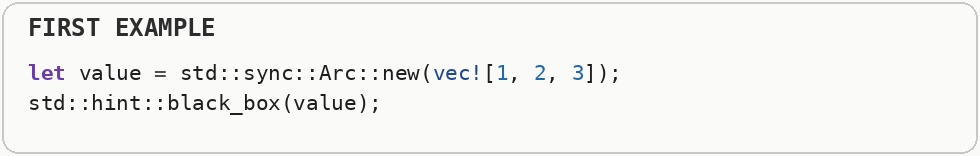 FIRST EXAMPLE
let value = std::sync::Arc::new(vec![1, 2, 3]);
std::hint::black_box(value);